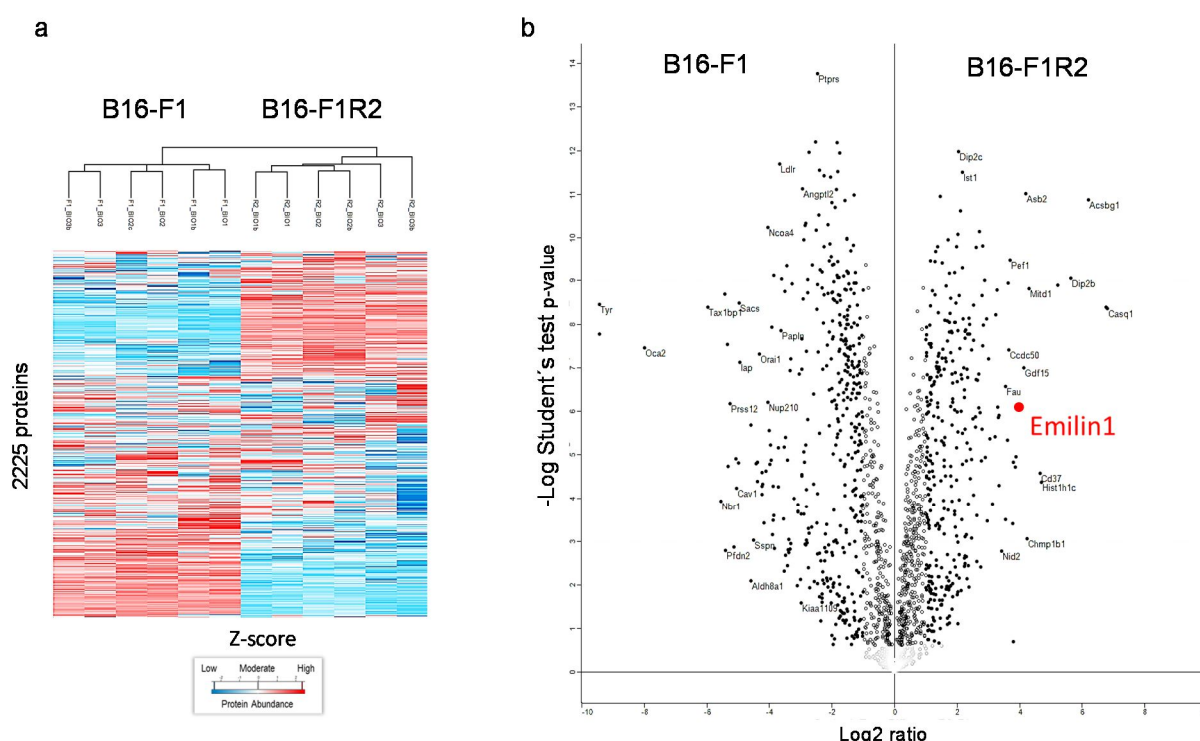 a
B16-F1
B16-F1R2
F1_BIO3b
F1_BIO3
F1_BIO2c
F1_BIO2
F1_BIO1b
F1_BIO1
R2_BIO1b
R2_BIO1
R2_BIO2
R2_BIO2b
R2_BIO3
R2_BIO3b
2225 proteins
Z-score
Low Moderate High
-2 0 2
Protein Abundance
b
B16-F1
B16-F1R2
-Log Student´s test p-value
14
13
12
11
10
9
8
7
6
5
4
3
2
1
0
Ptprs
Ldlr
Angptl2
Ncoa4
Tyr
Tax1bp1
Sacs
Oca2
Papln
Orai1
Iap
Prss12
Nup210
Cav1
Nbr1
Sspn
Pfdn2
Aldh8a1
Kiaa1109
Dip2c
Ist1
Asb2
Acsbg1
Pef1
Dip2b
Mitd1
Casq1
Ccdc50
Gdf15
Fau
Emilin1
Cd37
Hist1h1c
Chmp1b1
Nid2
-10 -8 -6 -4 -2 0 2 4 6 8
Log2 ratio